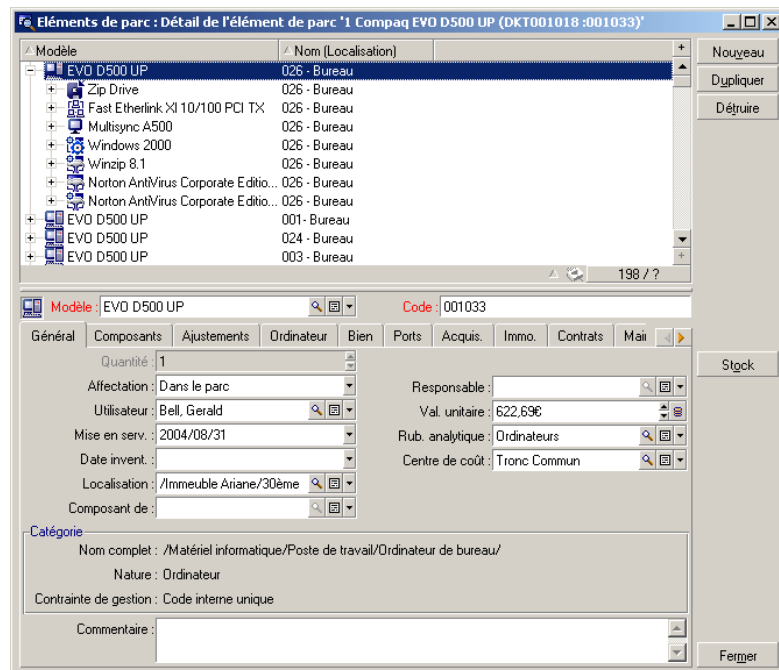 Eléments de parc : Détail de l'élément de parc '1 Compaq EVO D500 UP (DKT001018 :001033)'
Modèle Nom (Localisation)
EVO D500 UP 026 - Bureau
Zip Drive 026 - Bureau
Fast Etherlink XI 10/100 PCI TX 026 - Bureau
Multisync A500 026 - Bureau
Windows 2000 026 - Bureau
Winzip 8.1 026 - Bureau
Norton AntiVirus Corporate Editio... 026 - Bureau
Norton AntiVirus Corporate Editio... 026 - Bureau
EVO D500 UP 001- Bureau
EVO D500 UP 024 - Bureau
EVO D500 UP 003 - Bureau
198 / ?
Nouveau
Dupliquer
Détruire
Modèle : EVO D500 UP Code : 001033
Général Composants Ajustements Ordinateur Bien Ports Acquis. Immo. Contrats Mai
Stock
Quantité : 1
Affectation : Dans le parc Responsable :
Utilisateur : Bell, Gerald Val. unitaire : 622,69€
Mise en serv. : 2004/08/31 Rub. analytique : Ordinateurs
Date invent. : Centre de coût : Tronc Commun
Localisation : /Immeuble Ariane/30ème
Composant de :
Catégorie
Nom complet : /Matériel informatique/Poste de travail/Ordinateur de bureau/
Nature : Ordinateur
Contrainte de gestion : Code interne unique
Commentaire :
Fermer